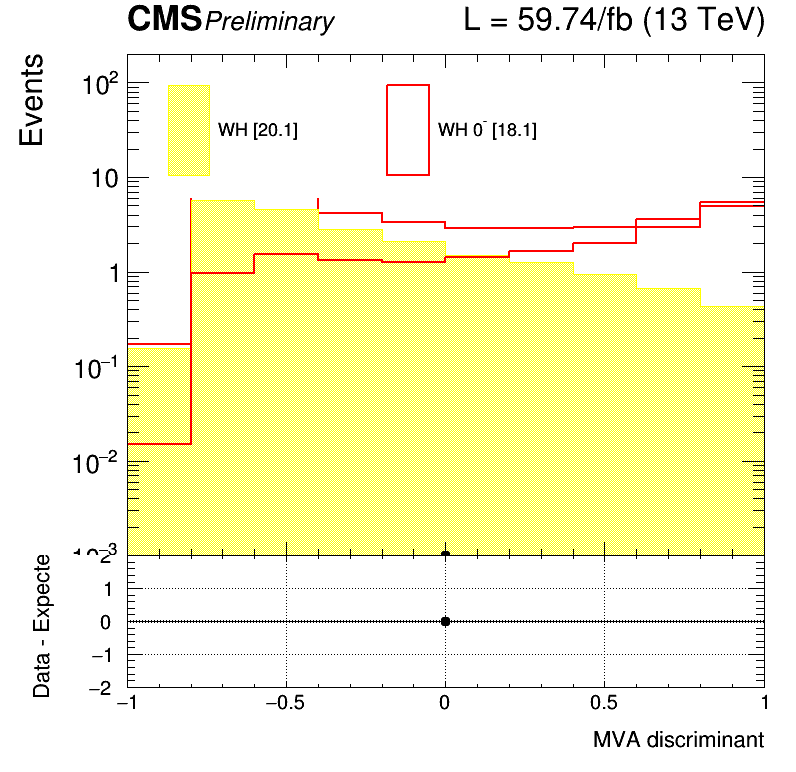 CMS Preliminary L = 59.74/fb (13 TeV)
Events
10²
WH [20.1] WH 0⁻ [18.1]
10
1
10⁻¹
10⁻²
2
1
0
−1
−2
Data - Expecte
−1 −0.5 0 0.5 1
MVA discriminant